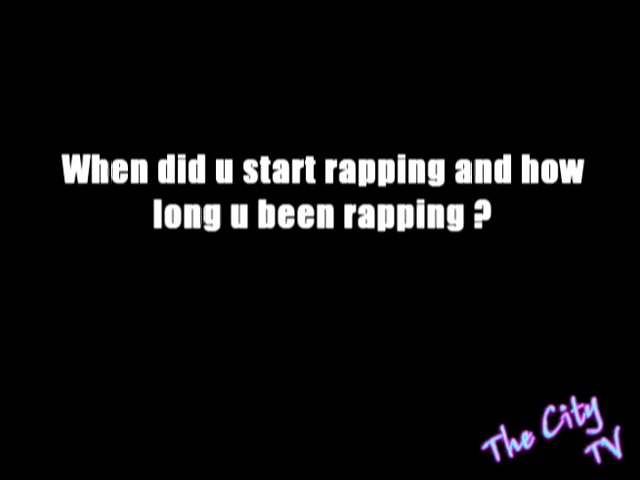 When did u start rapping and how
long u been rapping ?
The City
TV